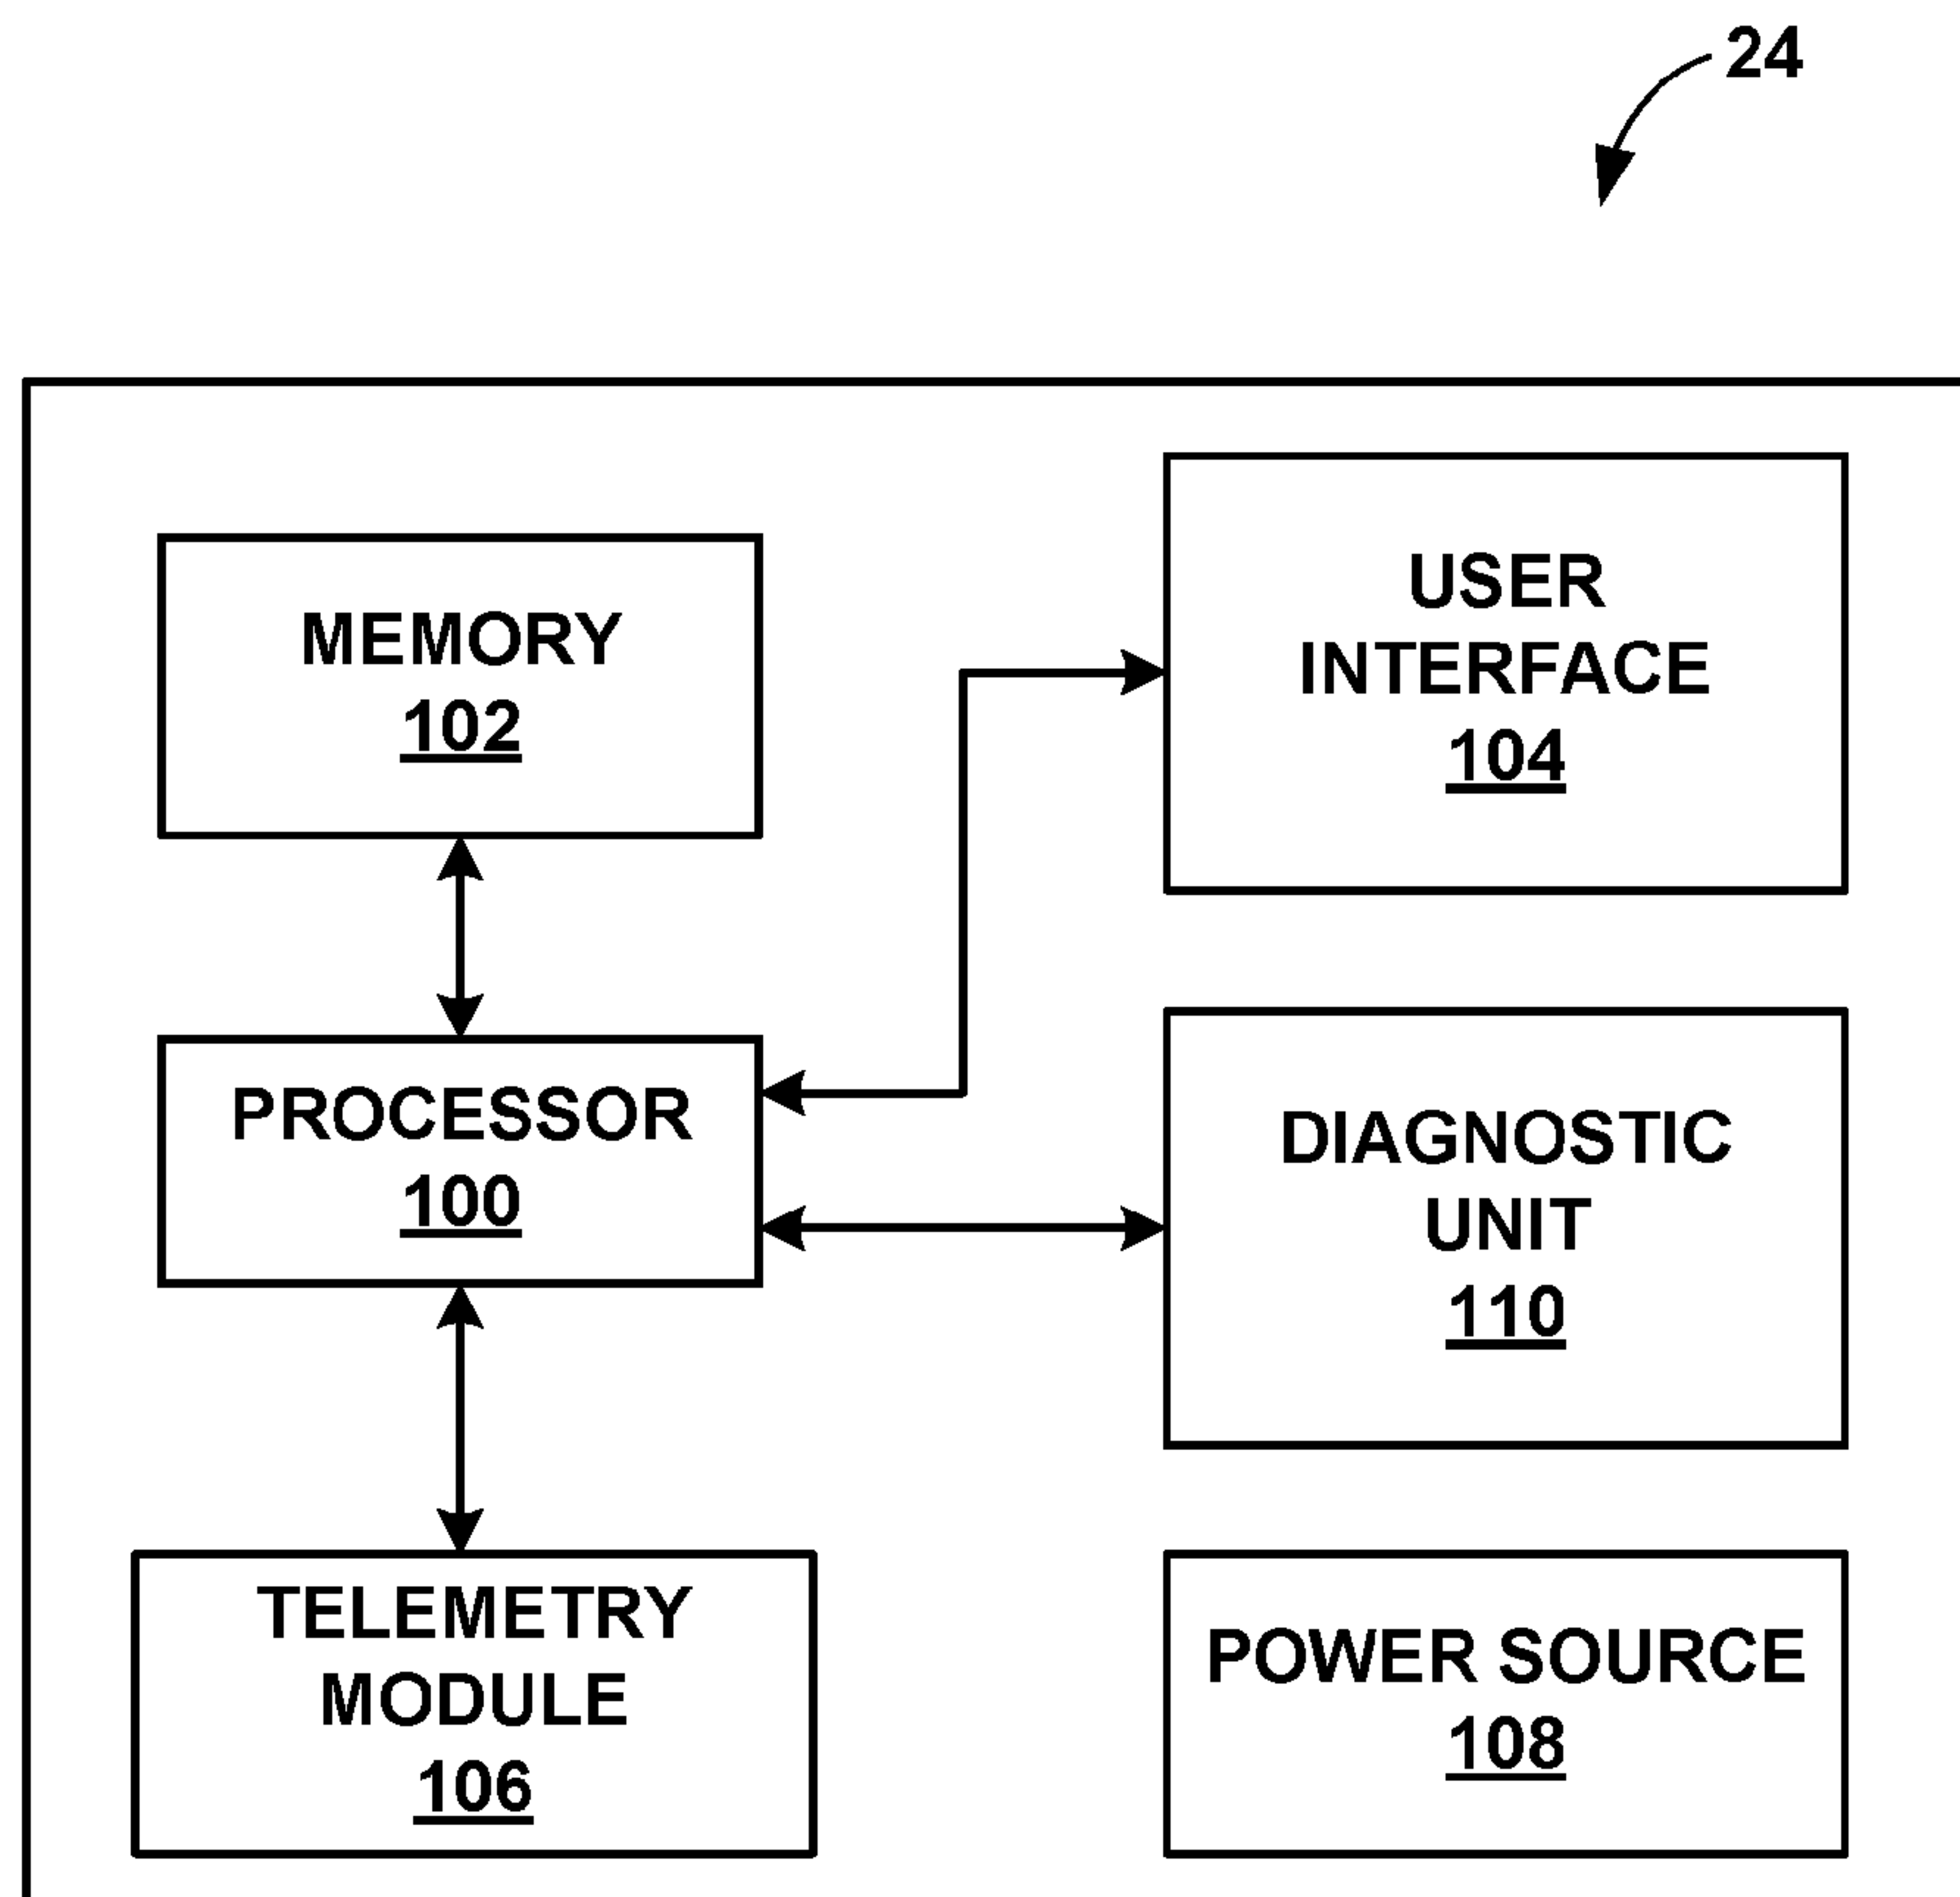 24
MEMORY
102
USER
INTERFACE
104
PROCESSOR
100
DIAGNOSTIC
UNIT
110
TELEMETRY
MODULE
106
POWER SOURCE
108